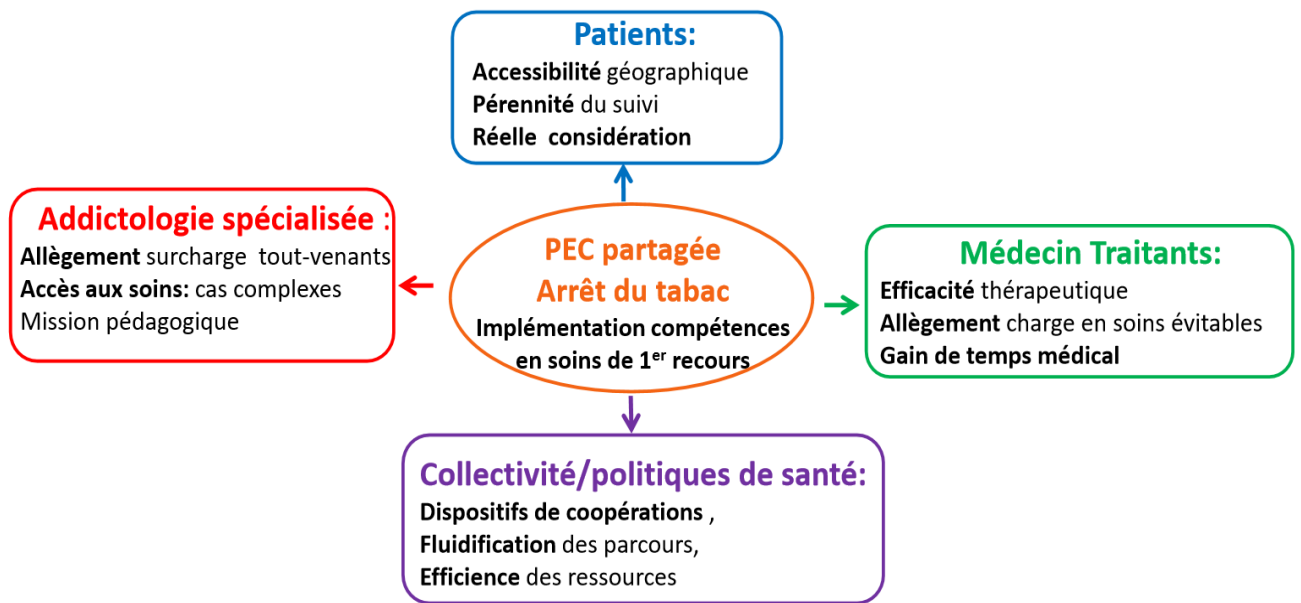 Patients:
Accessibilité géographique
Pérennité du suivi
Réelle considération
Addictologie spécialisée :
Allègement surcharge tout-venants
Accès aux soins: cas complexes
Mission pédagogique
PEC partagée
Arrêt du tabac
Implémentation compétences
en soins de 1er recours
Médecin Traitants:
Efficacité thérapeutique
Allègement charge en soins évitables
Gain de temps médical
Collectivité/politiques de santé:
Dispositifs de coopérations ,
Fluidification des parcours,
Efficience des ressources